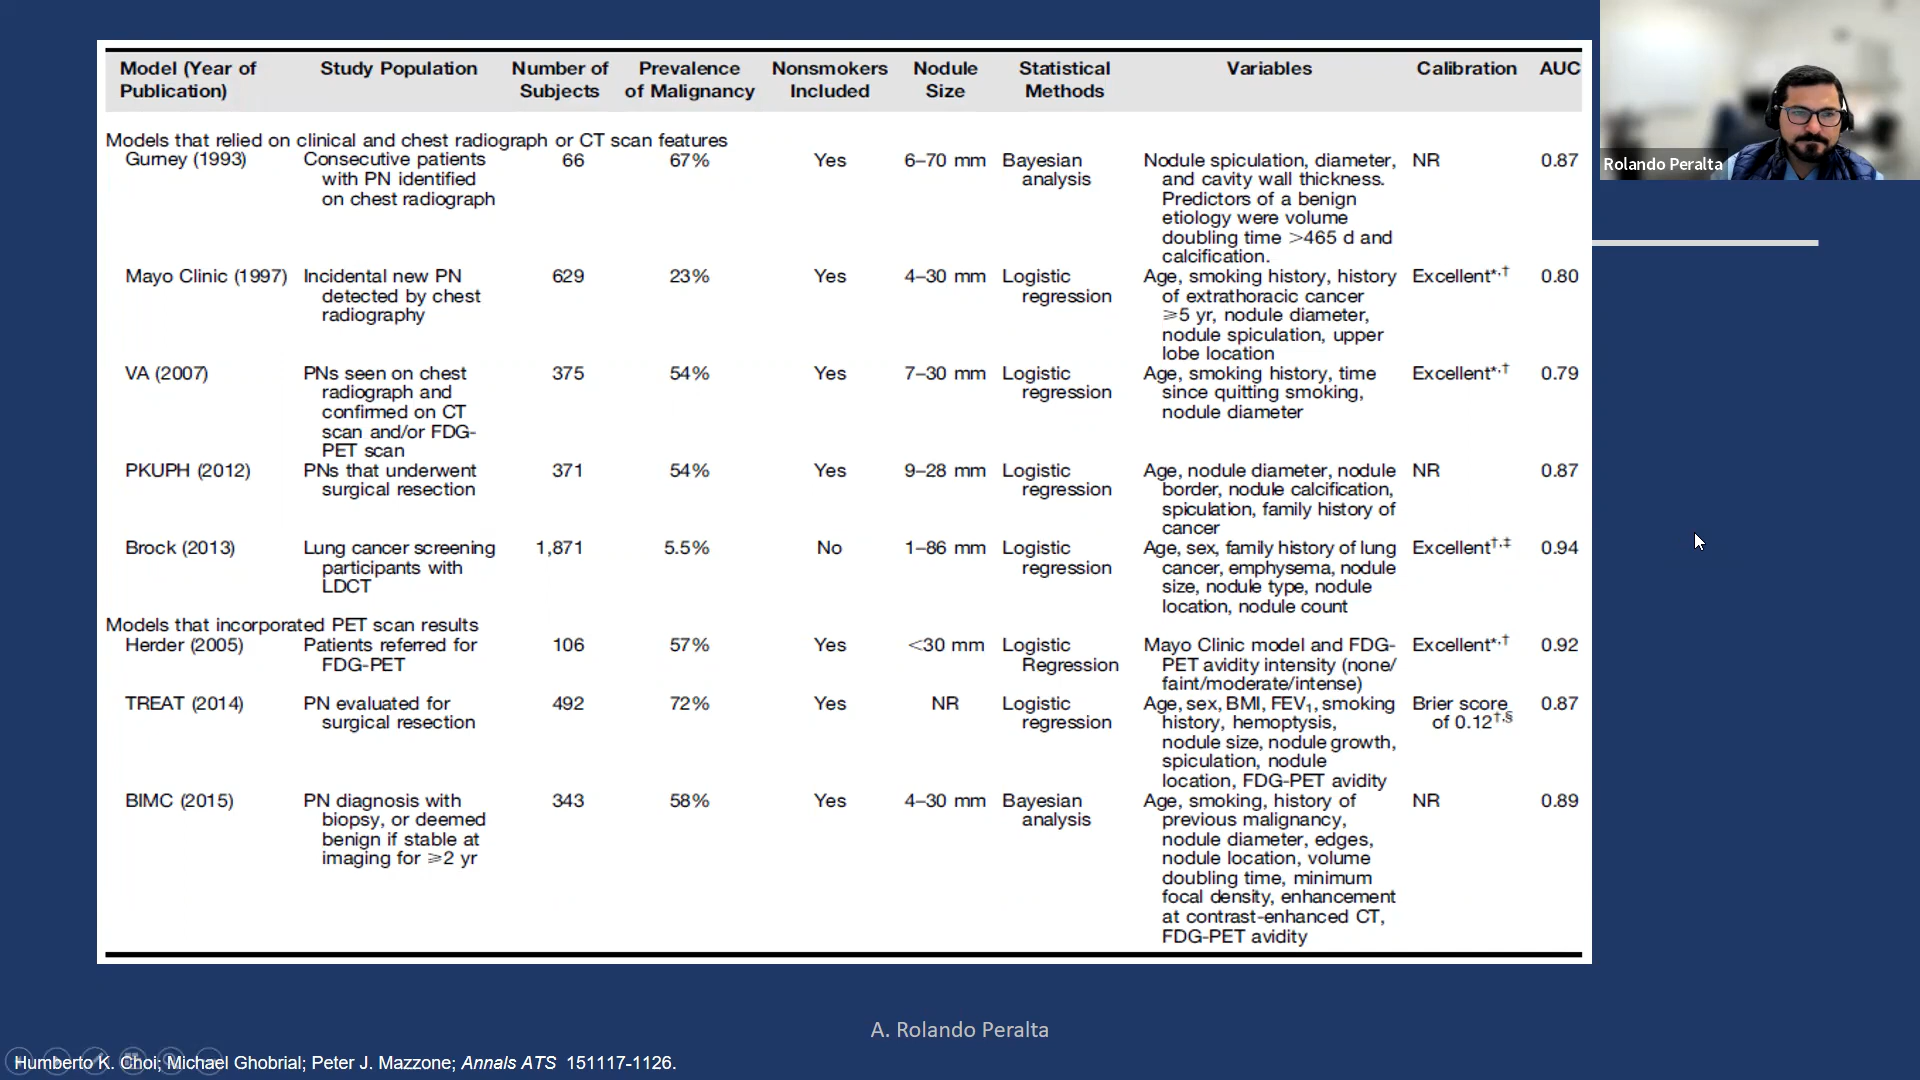 Model (Year of Publication) Study Population Number of Subjects Prevalence of Malignancy Nonsmokers Included Nodule Size Statistical Methods Variables Calibration AUC
Models that relied on clinical and chest radiograph or CT scan features
Gurney (1993) Consecutive patients with PN identified on chest radiograph 66 67% Yes 6–70 mm Bayesian analysis Nodule spiculation, diameter, and cavity wall thickness. Predictors of a benign etiology were volume doubling time >465 d and calcification. NR 0.87
Mayo Clinic (1997) Incidental new PN detected by chest radiography 629 23% Yes 4–30 mm Logistic regression Age, smoking history, history of extrathoracic cancer ⩾5 yr, nodule diameter, nodule spiculation, upper lobe location Excellent*,† 0.80
VA (2007) PNs seen on chest radiograph and confirmed on CT scan and/or FDG-PET scan 375 54% Yes 7–30 mm Logistic regression Age, smoking history, time since quitting smoking, nodule diameter Excellent*,† 0.79
PKUPH (2012) PNs that underwent surgical resection 371 54% Yes 9–28 mm Logistic regression Age, nodule diameter, nodule border, nodule calcification, spiculation, family history of cancer NR 0.87
Brock (2013) Lung cancer screening participants with LDCT 1,871 5.5% No 1–86 mm Logistic regression Age, sex, family history of lung cancer, emphysema, nodule size, nodule type, nodule location, nodule count Excellent†,‡ 0.94
Models that incorporated PET scan results
Herder (2005) Patients referred for FDG-PET 106 57% Yes <30 mm Logistic Regression Mayo Clinic model and FDG-PET avidity intensity (none/faint/moderate/intense) Excellent*,† 0.92
TREAT (2014) PN evaluated for surgical resection 492 72% Yes NR Logistic regression Age, sex, BMI, FEV₁, smoking history, hemoptysis, nodule size, nodule growth, spiculation, nodule location, FDG-PET avidity Brier score of 0.12†,§ 0.87
BIMC (2015) PN diagnosis with biopsy, or deemed benign if stable at imaging for ⩾2 yr 343 58% Yes 4–30 mm Bayesian analysis Age, smoking, history of previous malignancy, nodule diameter, edges, nodule location, volume doubling time, minimum focal density, enhancement at contrast-enhanced CT, FDG-PET avidity NR 0.89
Rolando Peralta
A. Rolando Peralta
Humberto K. Choi; Michael Ghobrial; Peter J. Mazzone; Annals ATS 151117-1126.